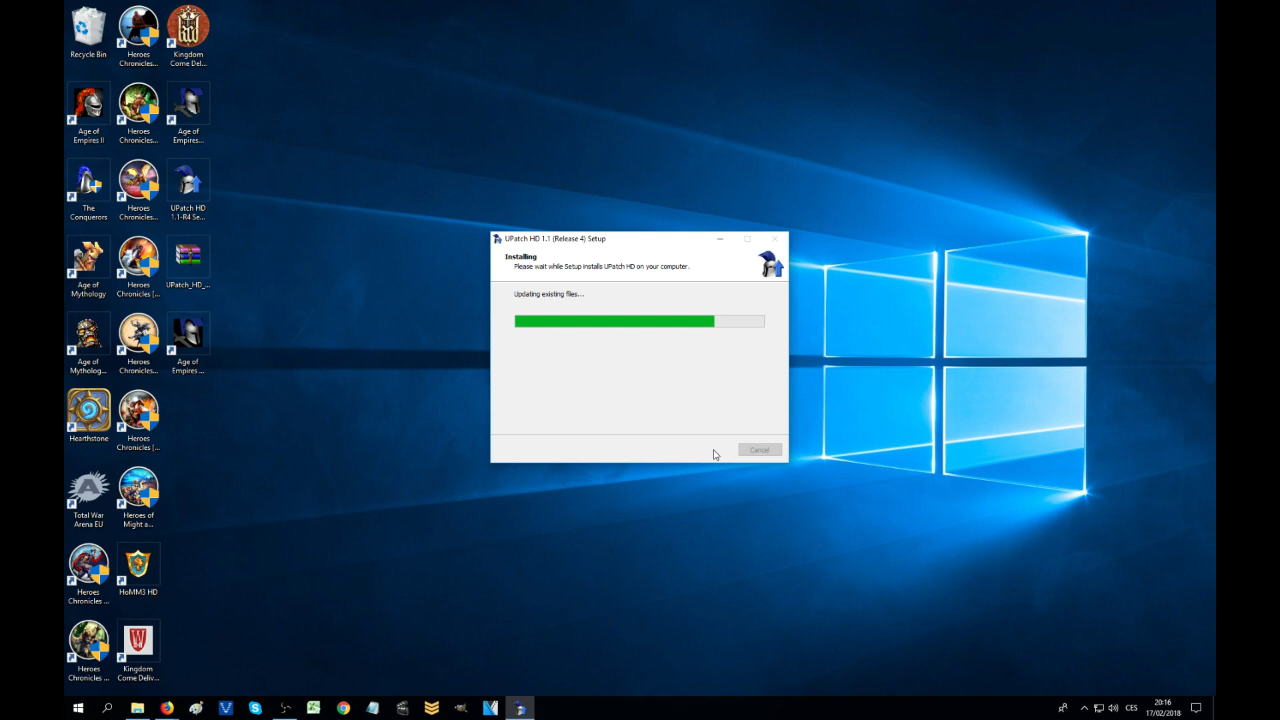 Recycle Bin
Heroes
Chronicles...
Kingdom
Come Del...
Age of
Empires II
Heroes
Chronicles...
Age of
Empires...
The
Conquerors
Heroes
Chronicles...
UPatch HD
1.1-R4 Se...
Age of
Mythology
Heroes
Chronicles [...
UPatch_HD_...
Age of
Mytholog...
Heroes
Chronicles...
Age of
Empires ...
Hearthstone
Heroes
Chronicles [...
Total War
Arena EU
Heroes of
Might a...
Heroes
Chronicles ...
HoMM3 HD
Heroes
Chronicles ...
Kingdom
Come Deliv...
UPatch HD 1.1 (Release 4) Setup
Installing
Please wait while Setup installs UPatch HD on your computer.
Updating existing files...
Cancel
CES
20:16
17/02/2018